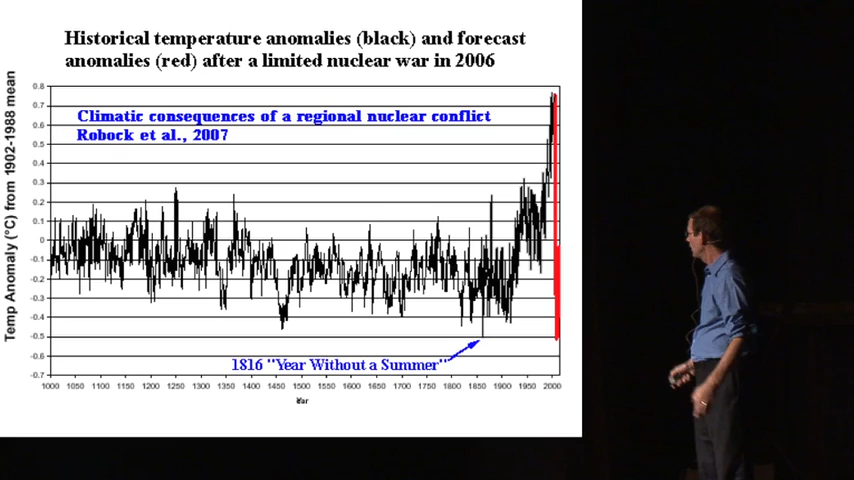 Historical temperature anomalies (black) and forecast
anomalies (red) after a limited nuclear war in 2006
Temp Anomaly (°C) from 1902-1988 mean
0.8
0.7
0.6
0.5
0.4
0.3
0.2
0.1
0
-0.1
-0.2
-0.3
-0.4
-0.5
-0.6
-0.7
Climatic consequences of a regional nuclear conflict
Robock et al., 2007
1816 "Year Without a Summer"
1000 1050 1100 1150 1200 1250 1300 1350 1400 1450 1500 1550 1600 1650 1700 1750 1800 1850 1900 1950 2000
Year